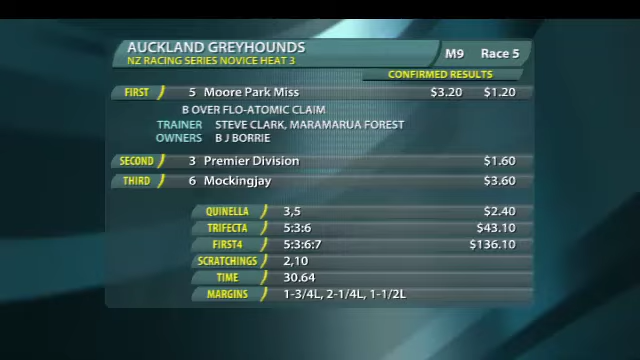 AUCKLAND GREYHOUNDS M9 Race 5
NZ RACING SERIES NOVICE HEAT 3
CONFIRMED RESULTS
FIRST 5 Moore Park Miss $3.20 $1.20
B OVER FLO-ATOMIC CLAIM
TRAINER STEVE CLARK, MARAMARUA FOREST
OWNERS B J BORRIE
SECOND 3 Premier Division $1.60
THIRD 6 Mockingjay $3.60
QUINELLA 3,5 $2.40
TRIFECTA 5:3:6 $43.10
FIRST4 5:3:6:7 $136.10
SCRATCHINGS 2,10
TIME 30.64
MARGINS 1-3/4L, 2-1/4L, 1-1/2L